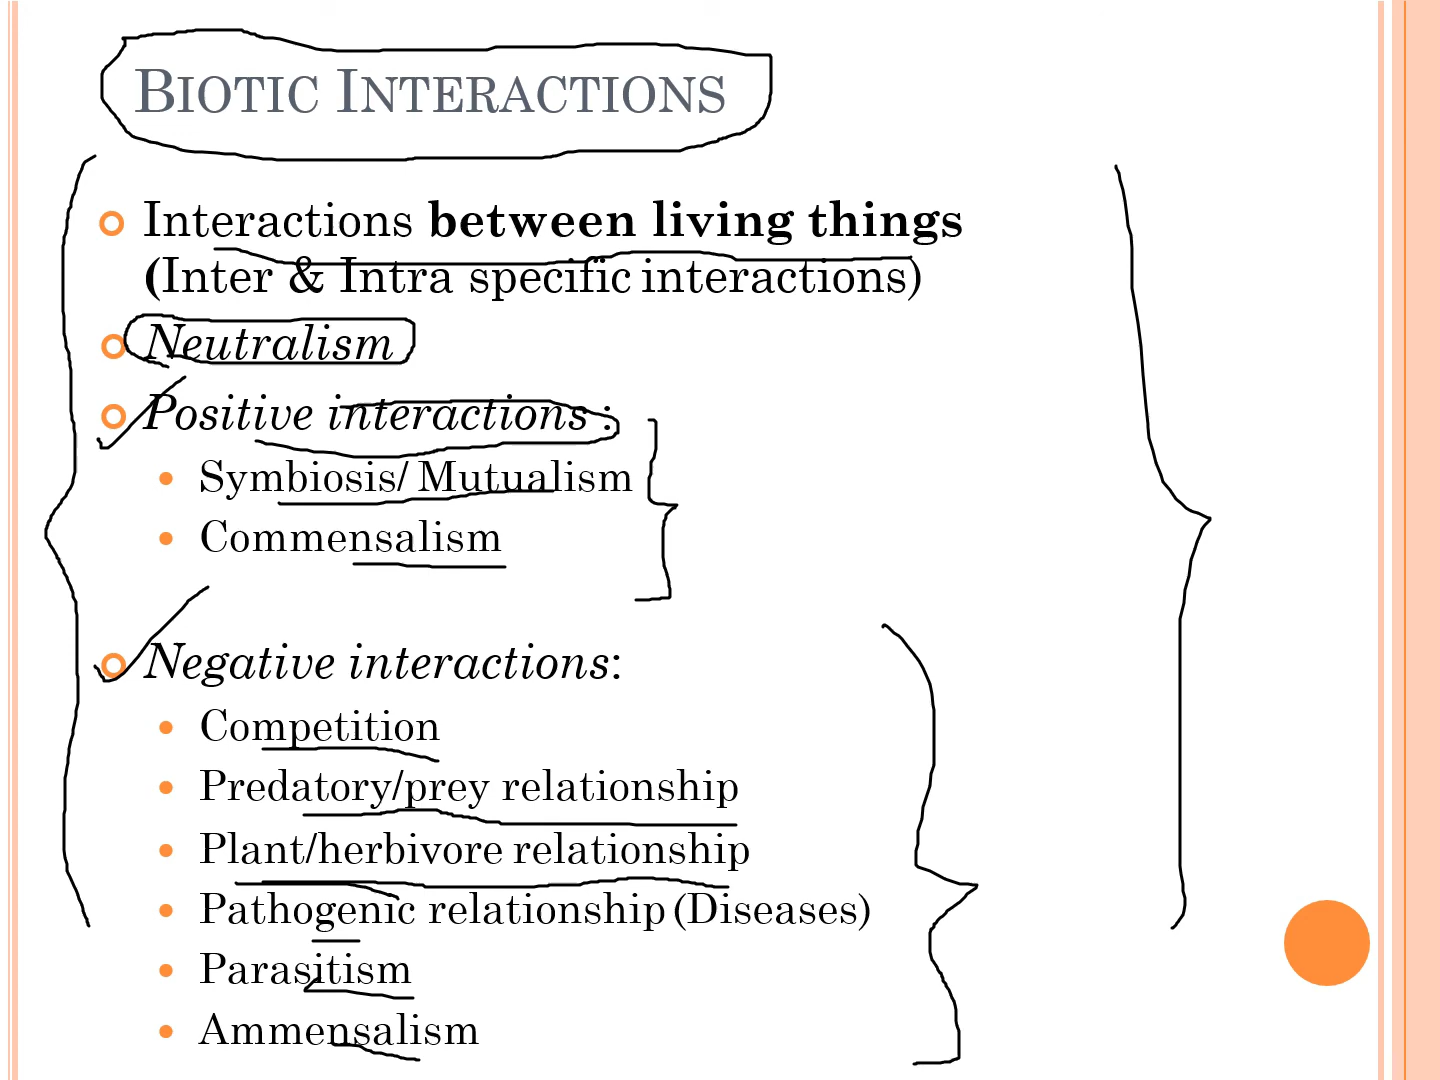 BIOTIC INTERACTIONS
Interactions between living things
(Inter & Intra specific interactions)
Neutralism
Positive interactions :
Symbiosis/ Mutualism
Commensalism
Negative interactions:
Competition
Predatory/prey relationship
Plant/herbivore relationship
Pathogenic relationship (Diseases)
Parasitism
Ammensalism